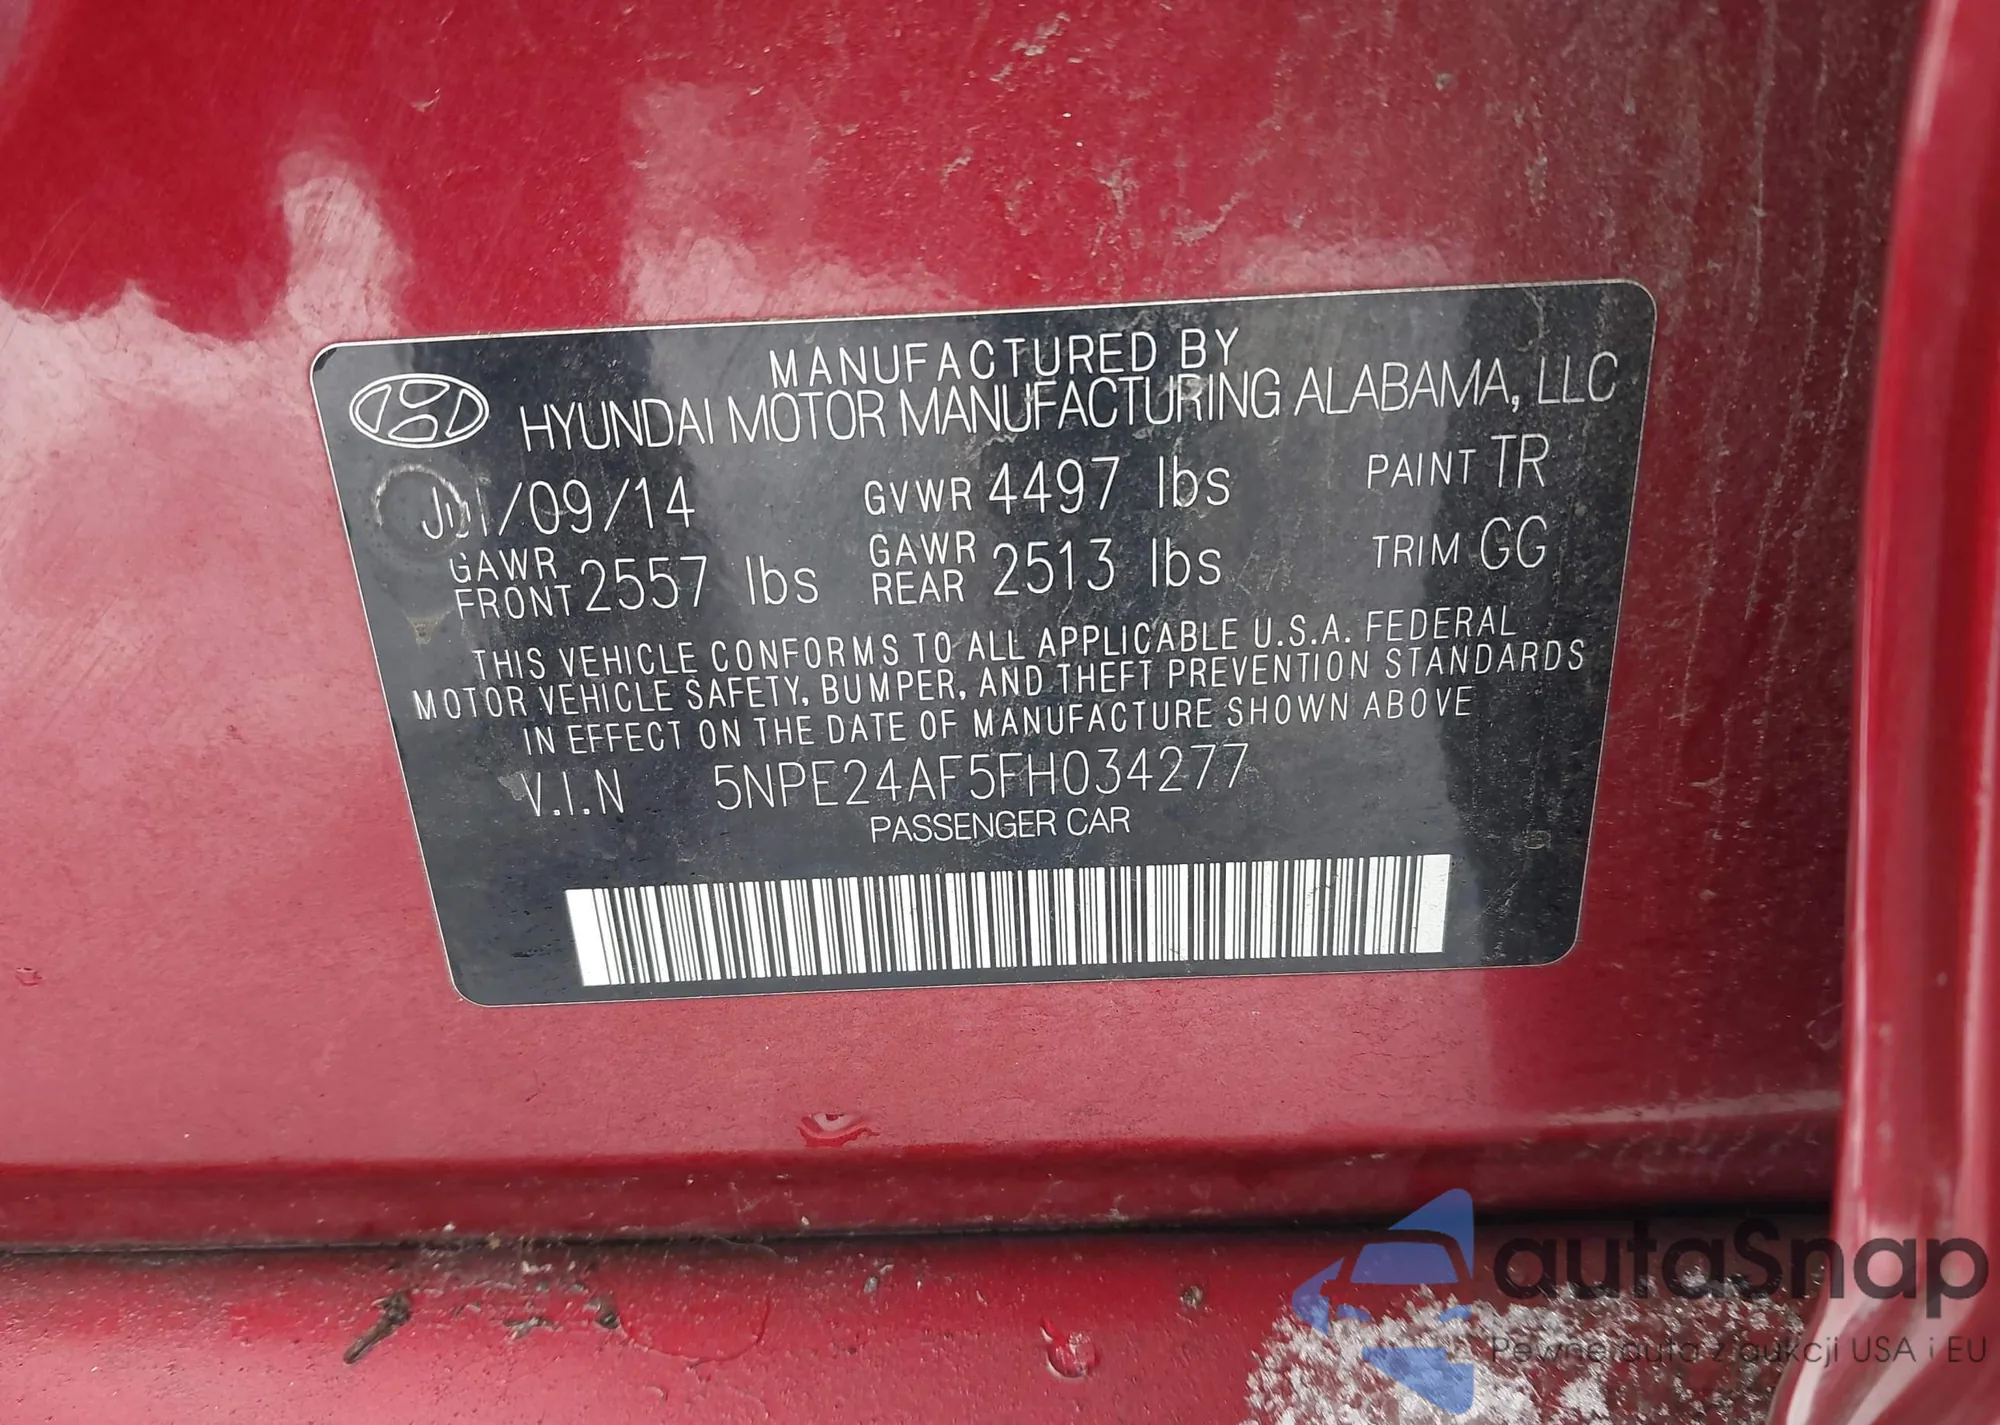 MANUFACTURED BY
HYUNDAI MOTOR MANUFACTURING ALABAMA, LLC
Jul/09/14 GVWR 4497 lbs PAINT TR
GAWR FRONT 2557 lbs GAWR REAR 2513 lbs TRIM GG
THIS VEHICLE CONFORMS TO ALL APPLICABLE U.S.A. FEDERAL
MOTOR VEHICLE SAFETY, BUMPER, AND THEFT PREVENTION STANDARDS
IN EFFECT ON THE DATE OF MANUFACTURE SHOWN ABOVE
V.I.N 5NPE24AF5FH034277
PASSENGER CAR
autaSnap
Pewne auta z aukcji USA i EU